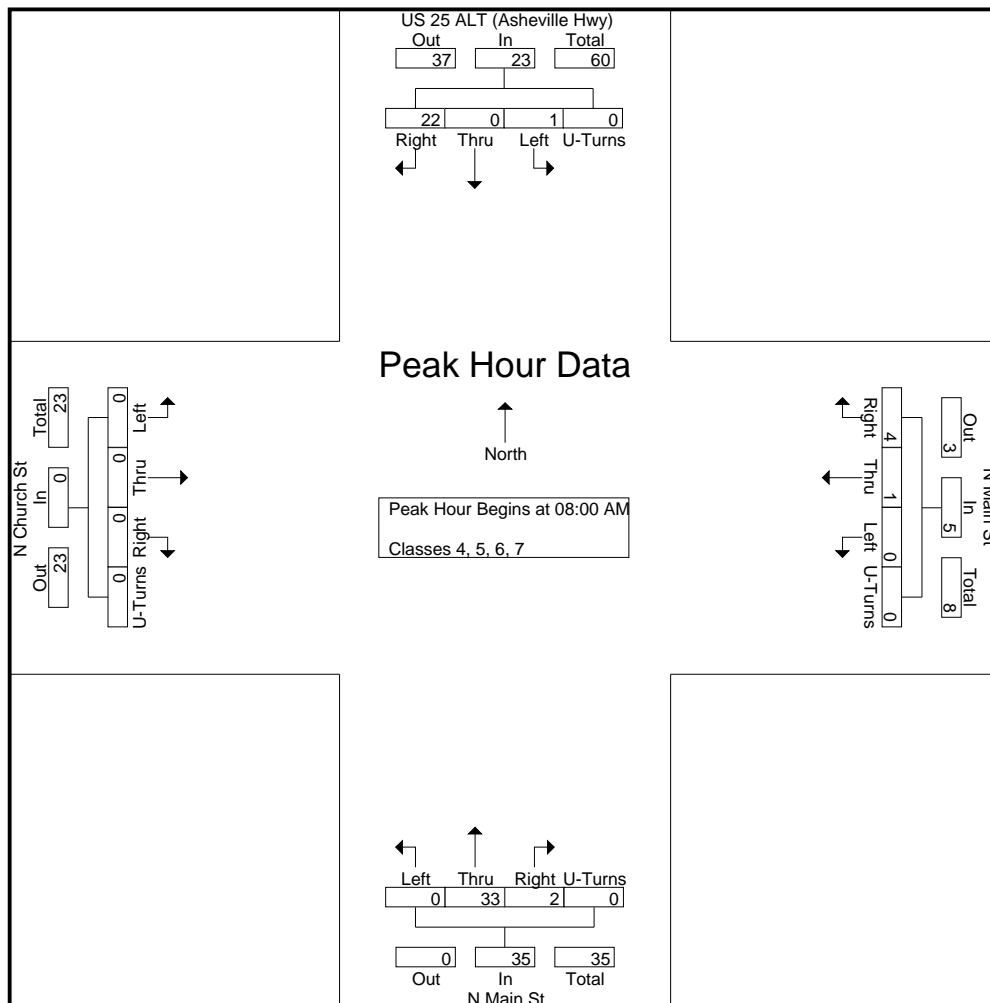 US 25 ALT (Asheville Hwy)
Out In Total
37 23 60
22 0 1 0
Right Thru Left U-Turns
Peak Hour Data
North
Peak Hour Begins at 08:00 AM
Classes 4, 5, 6, 7
N Church St
Out In Total
23 0 23
0 0 0 0
U-Turns Right Thru Left
N Main St
Out In Total
3 5 8
4 1 0 0
Right Thru Left U-Turns
Left Thru Right U-Turns
0 33 2 0
0 35 35
Out In Total
N Main St